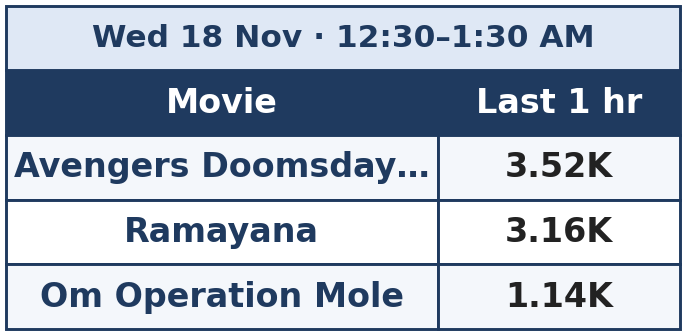 Wed 18 Nov · 12:30–1:30 AM
Movie Last 1 hr
Avengers Doomsday... 3.52K
Ramayana 3.16K
Om Operation Mole 1.14K